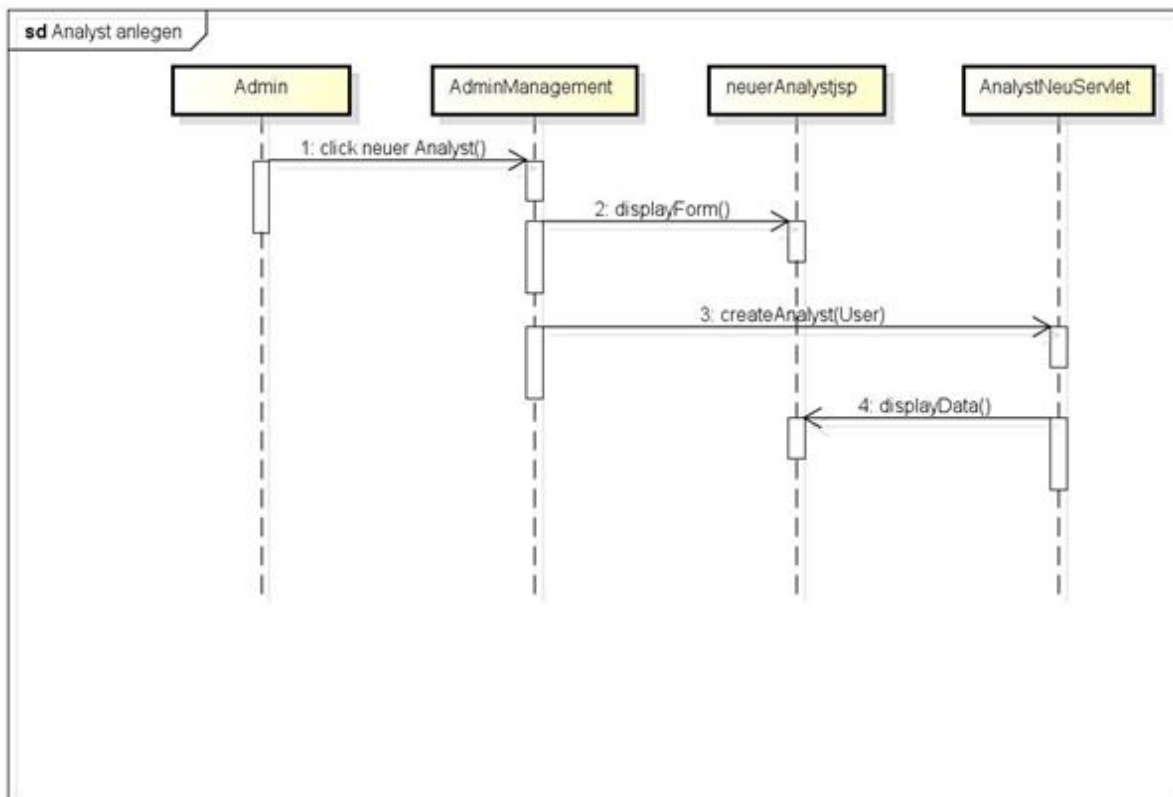 sd Analyst anlegen
Admin
AdminManagement
neuerAnalystjsp
AnalystNeuServlet
1: click neuer Analyst()
2: displayForm()
3: createAnalyst(User)
4: displayData()